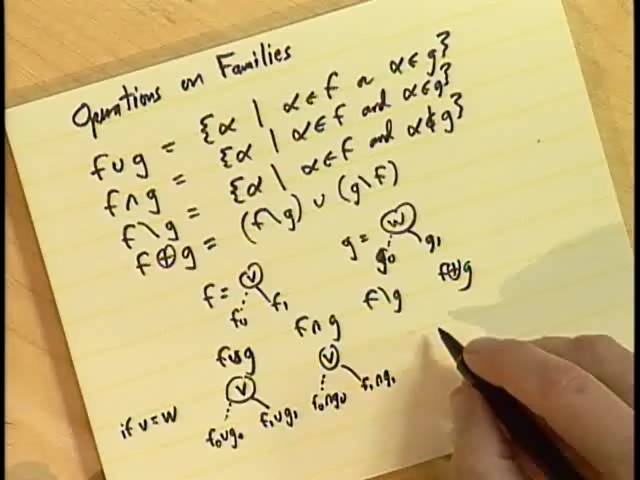 Operations on Families
f ∪ g = {α | α ∈ f or α ∈ g}
f ∩ g = {α | α ∈ f and α ∈ g}
f \ g = {α | α ∈ f and α ∉ g}
f ⊕ g = (f \ g) ∪ (g \ f)
f = v g = w
f₀ f₁ g₀ g₁
f ∪ g f ∩ g f \ g f ⊕ g
if v = w v v
f₀ ∪ g₀ f₁ ∪ g₁ f₀ ∩ g₀ f₁ ∩ g₁